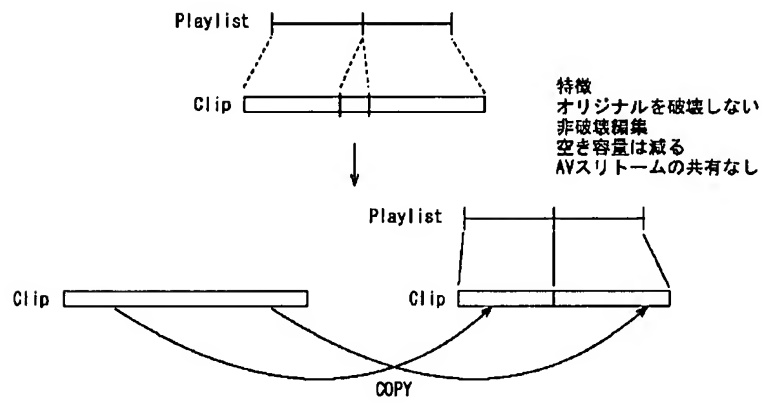 Playlist
Clip
特徴
オリジナルを破壊しない
非破壊編集
空き容量は減る
AVスリトームの共有なし
Playlist
Clip
Clip
COPY